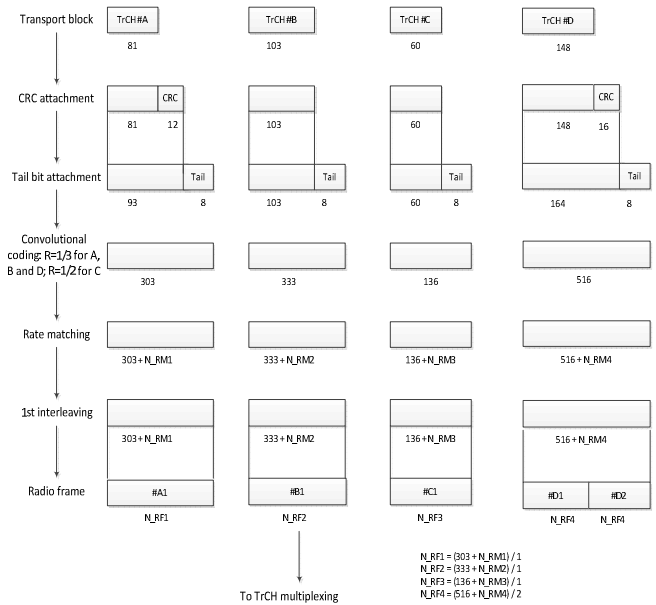 Transport block
TrCH #A
TrCH #B
TrCH #C
TrCH #D
81
103
60
148
CRC attachment
CRC
CRC
81
12
103
60
148
16
Tail bit attachment
Tail
Tail
Tail
Tail
93
8
103
8
60
8
164
8
Convolutional
coding: R=1/3 for A,
B and D; R=1/2 for C
303
333
136
516
Rate matching
303 + N_RM1
333 + N_RM2
136 + N_RM3
516 + N_RM4
1st interleaving
303 + N_RM1
333 + N_RM2
136 + N_RM3
516 + N_RM4
Radio frame
#A1
#B1
#C1
#D1
#D2
N_RF1
N_RF2
N_RF3
N_RF4
N_RF4
N_RF1 = (303 + N_RM1) / 1
N_RF2 = (333 + N_RM2) / 1
N_RF3 = (136 + N_RM3) / 1
N_RF4 = (516 + N_RM4) / 2
To TrCH multiplexing